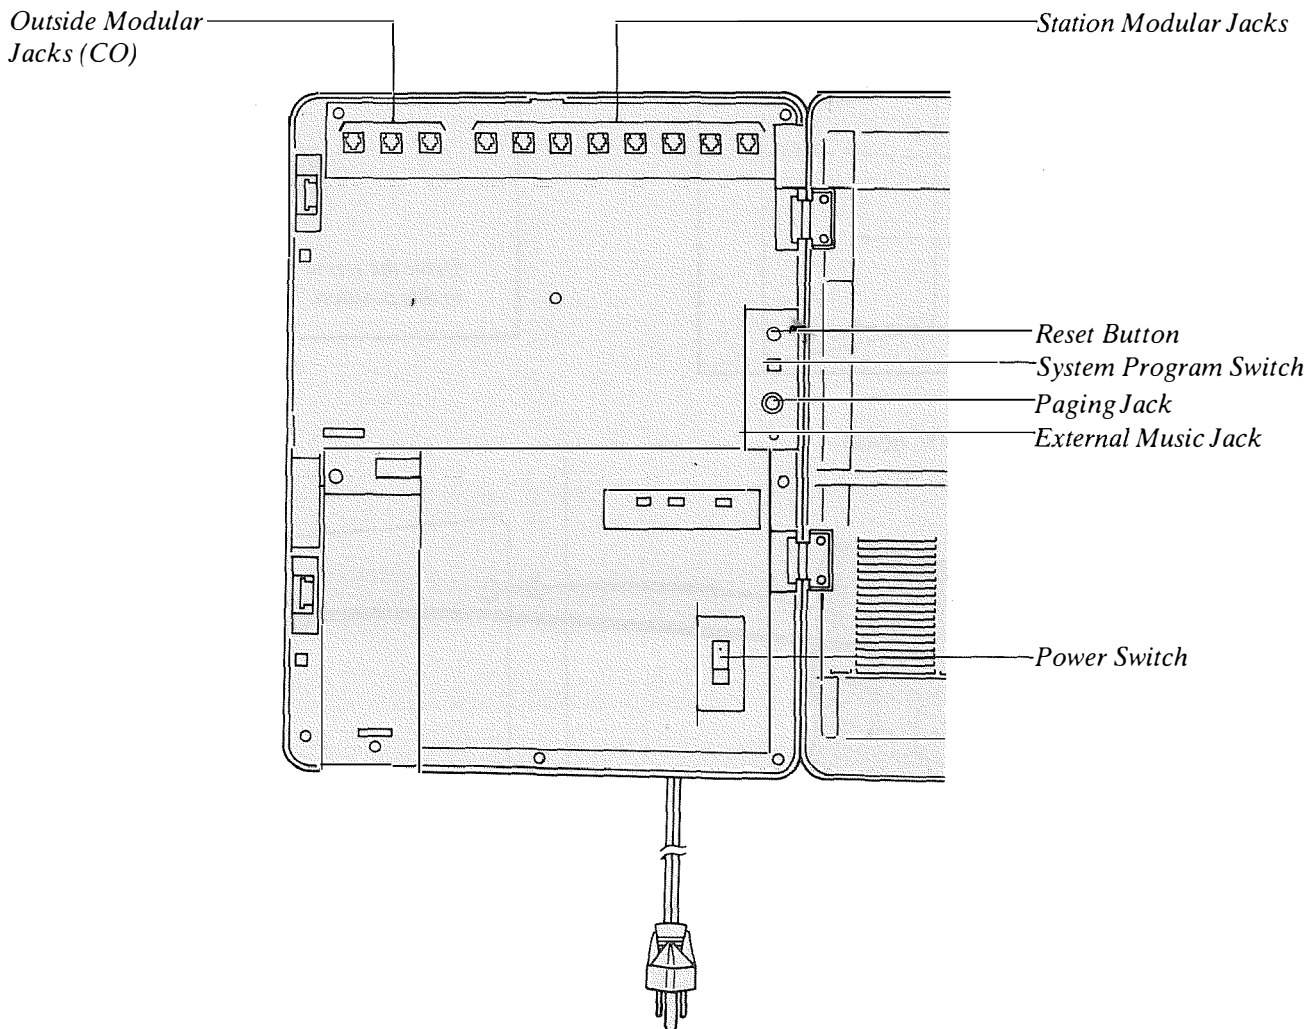 Outside Modular
Jacks (CO)
Station Modular Jacks
Reset Button
System Program Switch
Paging Jack
External Music Jack
Power Switch